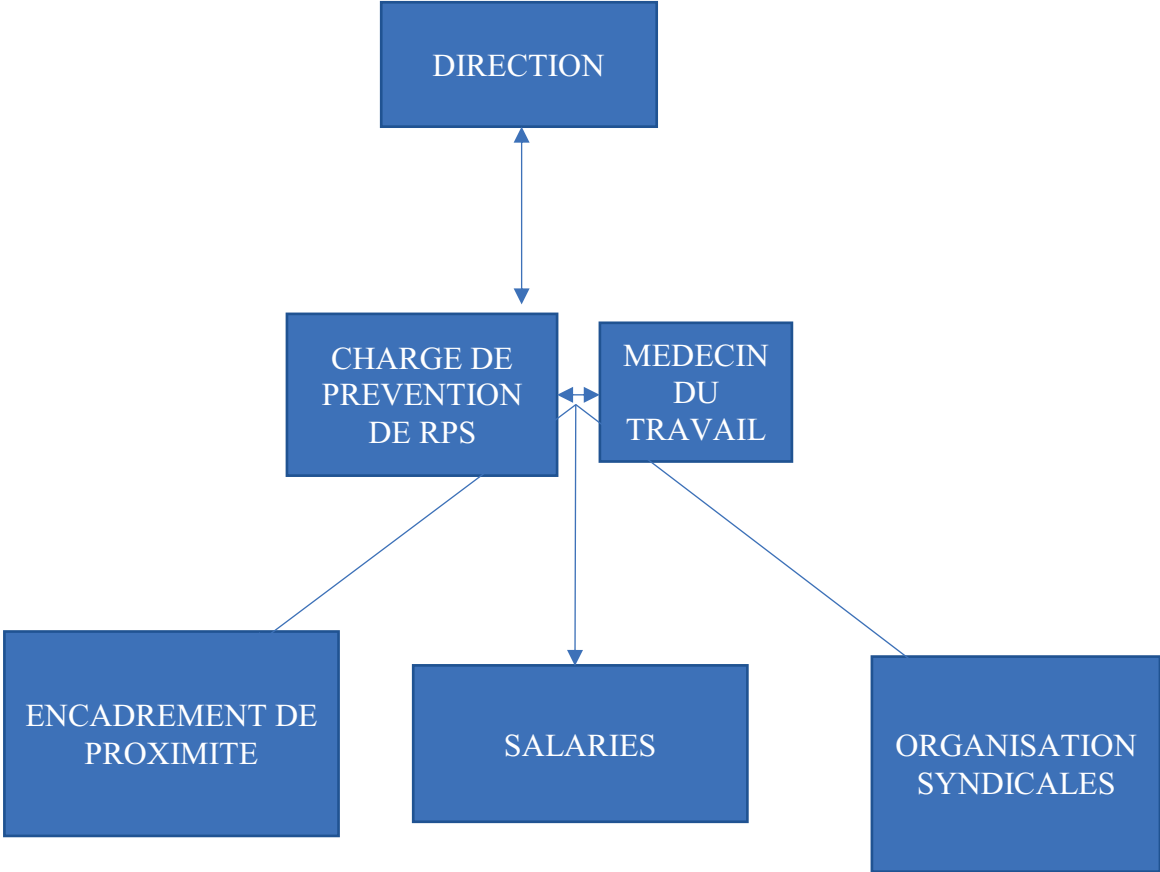 DIRECTION
CHARGE DE
PREVENTION
DE RPS
MEDECIN
DU
TRAVAIL
ENCADREMENT DE
PROXIMITE
SALARIES
ORGANISATION
SYNDICALES